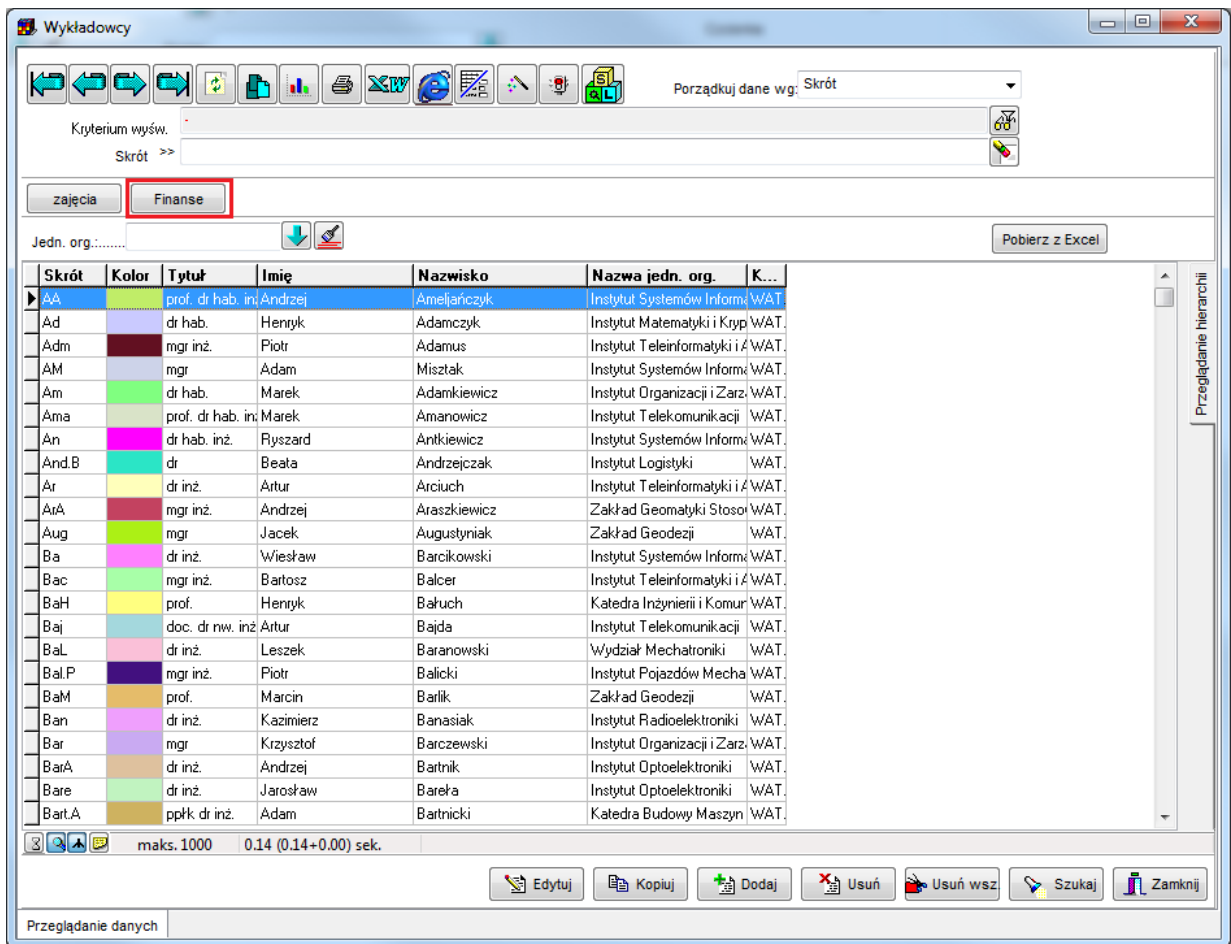 Wykładowcy
XW
SQL
Porządkuj dane wg: Skrót
Kryterium wyśw. -
Skrót >>
zajęcia Finanse
Jedn. org.:.......
Pobierz z Excel
Skrót Kolor Tytuł Imię Nazwisko Nazwa jedn. org. K...
AA prof. dr hab. inż Andrzej Ameljańczyk Instytut Systemów Informa WAT.
Ad dr hab. Henryk Adamczyk Instytut Matematyki i Kryp WAT.
Adm mgr inż. Piotr Adamus Instytut Teleinformatyki i A WAT.
AM mgr Adam Misztak Instytut Systemów Informa WAT.
Am dr hab. Marek Adamkiewicz Instytut Organizacji i Zarz WAT.
Ama prof. dr hab. inż Marek Amanowicz Instytut Telekomunikacji WAT.
An dr hab. inż. Ryszard Antkiewicz Instytut Systemów Informa WAT.
And.B dr Beata Andrzejczak Instytut Logistyki WAT.
Ar dr inż. Artur Arciuch Instytut Teleinformatyki i A WAT.
ArA mgr inż. Andrzej Araszkiewicz Zakład Geomatyki Stoso WAT.
Aug mgr Jacek Augustyniak Zakład Geodezji WAT.
Ba dr inż. Wiesław Barcikowski Instytut Systemów Informa WAT.
Bac mgr inż. Bartosz Balcer Instytut Teleinformatyki i A WAT.
BaH prof. Henryk Bałuch Katedra Inżynierii i Komun WAT.
Baj doc. dr nw. inż Artur Bajda Instytut Telekomunikacji WAT.
BaL dr inż. Leszek Baranowski Wydział Mechatroniki WAT.
Bal.P mgr inż. Piotr Balicki Instytut Pojazdów Mecha WAT.
BaM prof. Marcin Barlik Zakład Geodezji WAT.
Ban dr inż. Kazimierz Banasiak Instytut Radioelektroniki WAT.
Bar mgr Krzysztof Barczewski Instytut Organizacji i Zarz WAT.
BarA dr inż. Andrzej Bartnik Instytut Optoelektroniki WAT.
Bare dr inż. Jarosław Bareła Instytut Optoelektroniki WAT.
Bart.A ppłk dr inż. Adam Bartnicki Katedra Budowy Maszyn WAT.
Przeglądanie hierarchii
maks. 1000 0.14 (0.14+0.00) sek.
Edytuj Kopiuj Dodaj Usuń Usuń wsz. Szukaj Zamknij
Przeglądanie danych